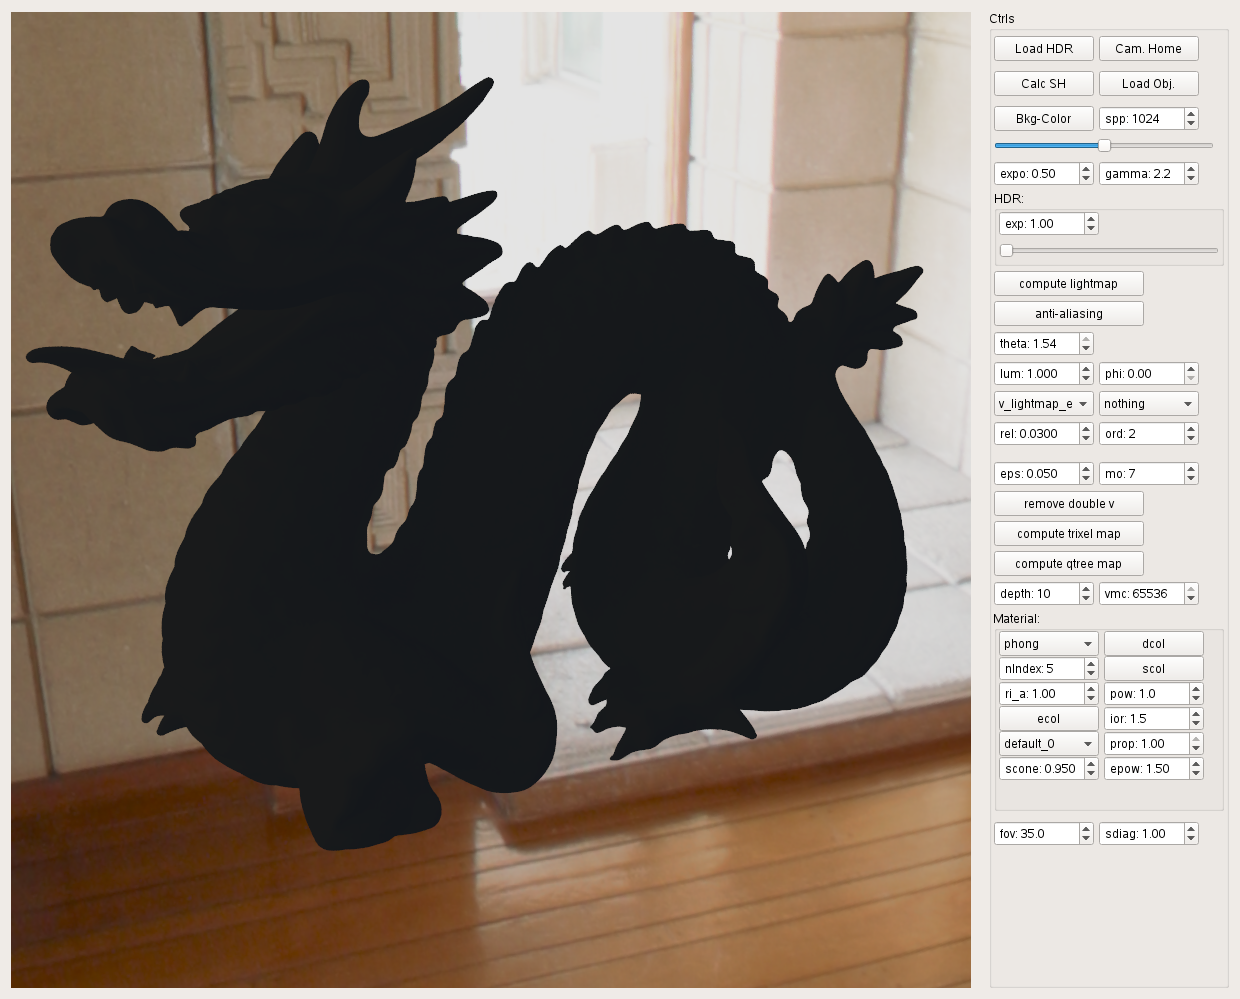 Ctrls
Load HDR Cam. Home
Calc SH Load Obj.
Bkg-Color spp: 1024
expo: 0.50 gamma: 2.2
HDR:
exp: 1.00
compute lightmap
anti-aliasing
theta: 1.54
lum: 1.000 phi: 0.00
v_lightmap_e nothing
rel: 0.0300 ord: 2
eps: 0.050 mo: 7
remove double v
compute trixel map
compute qtree map
depth: 10 vmc: 65536
Material:
phong dcol
nIndex: 5 scol
ri_a: 1.00 pow: 1.0
ecol ior: 1.5
default_0 prop: 1.00
scone: 0.950 epow: 1.50
fov: 35.0 sdiag: 1.00